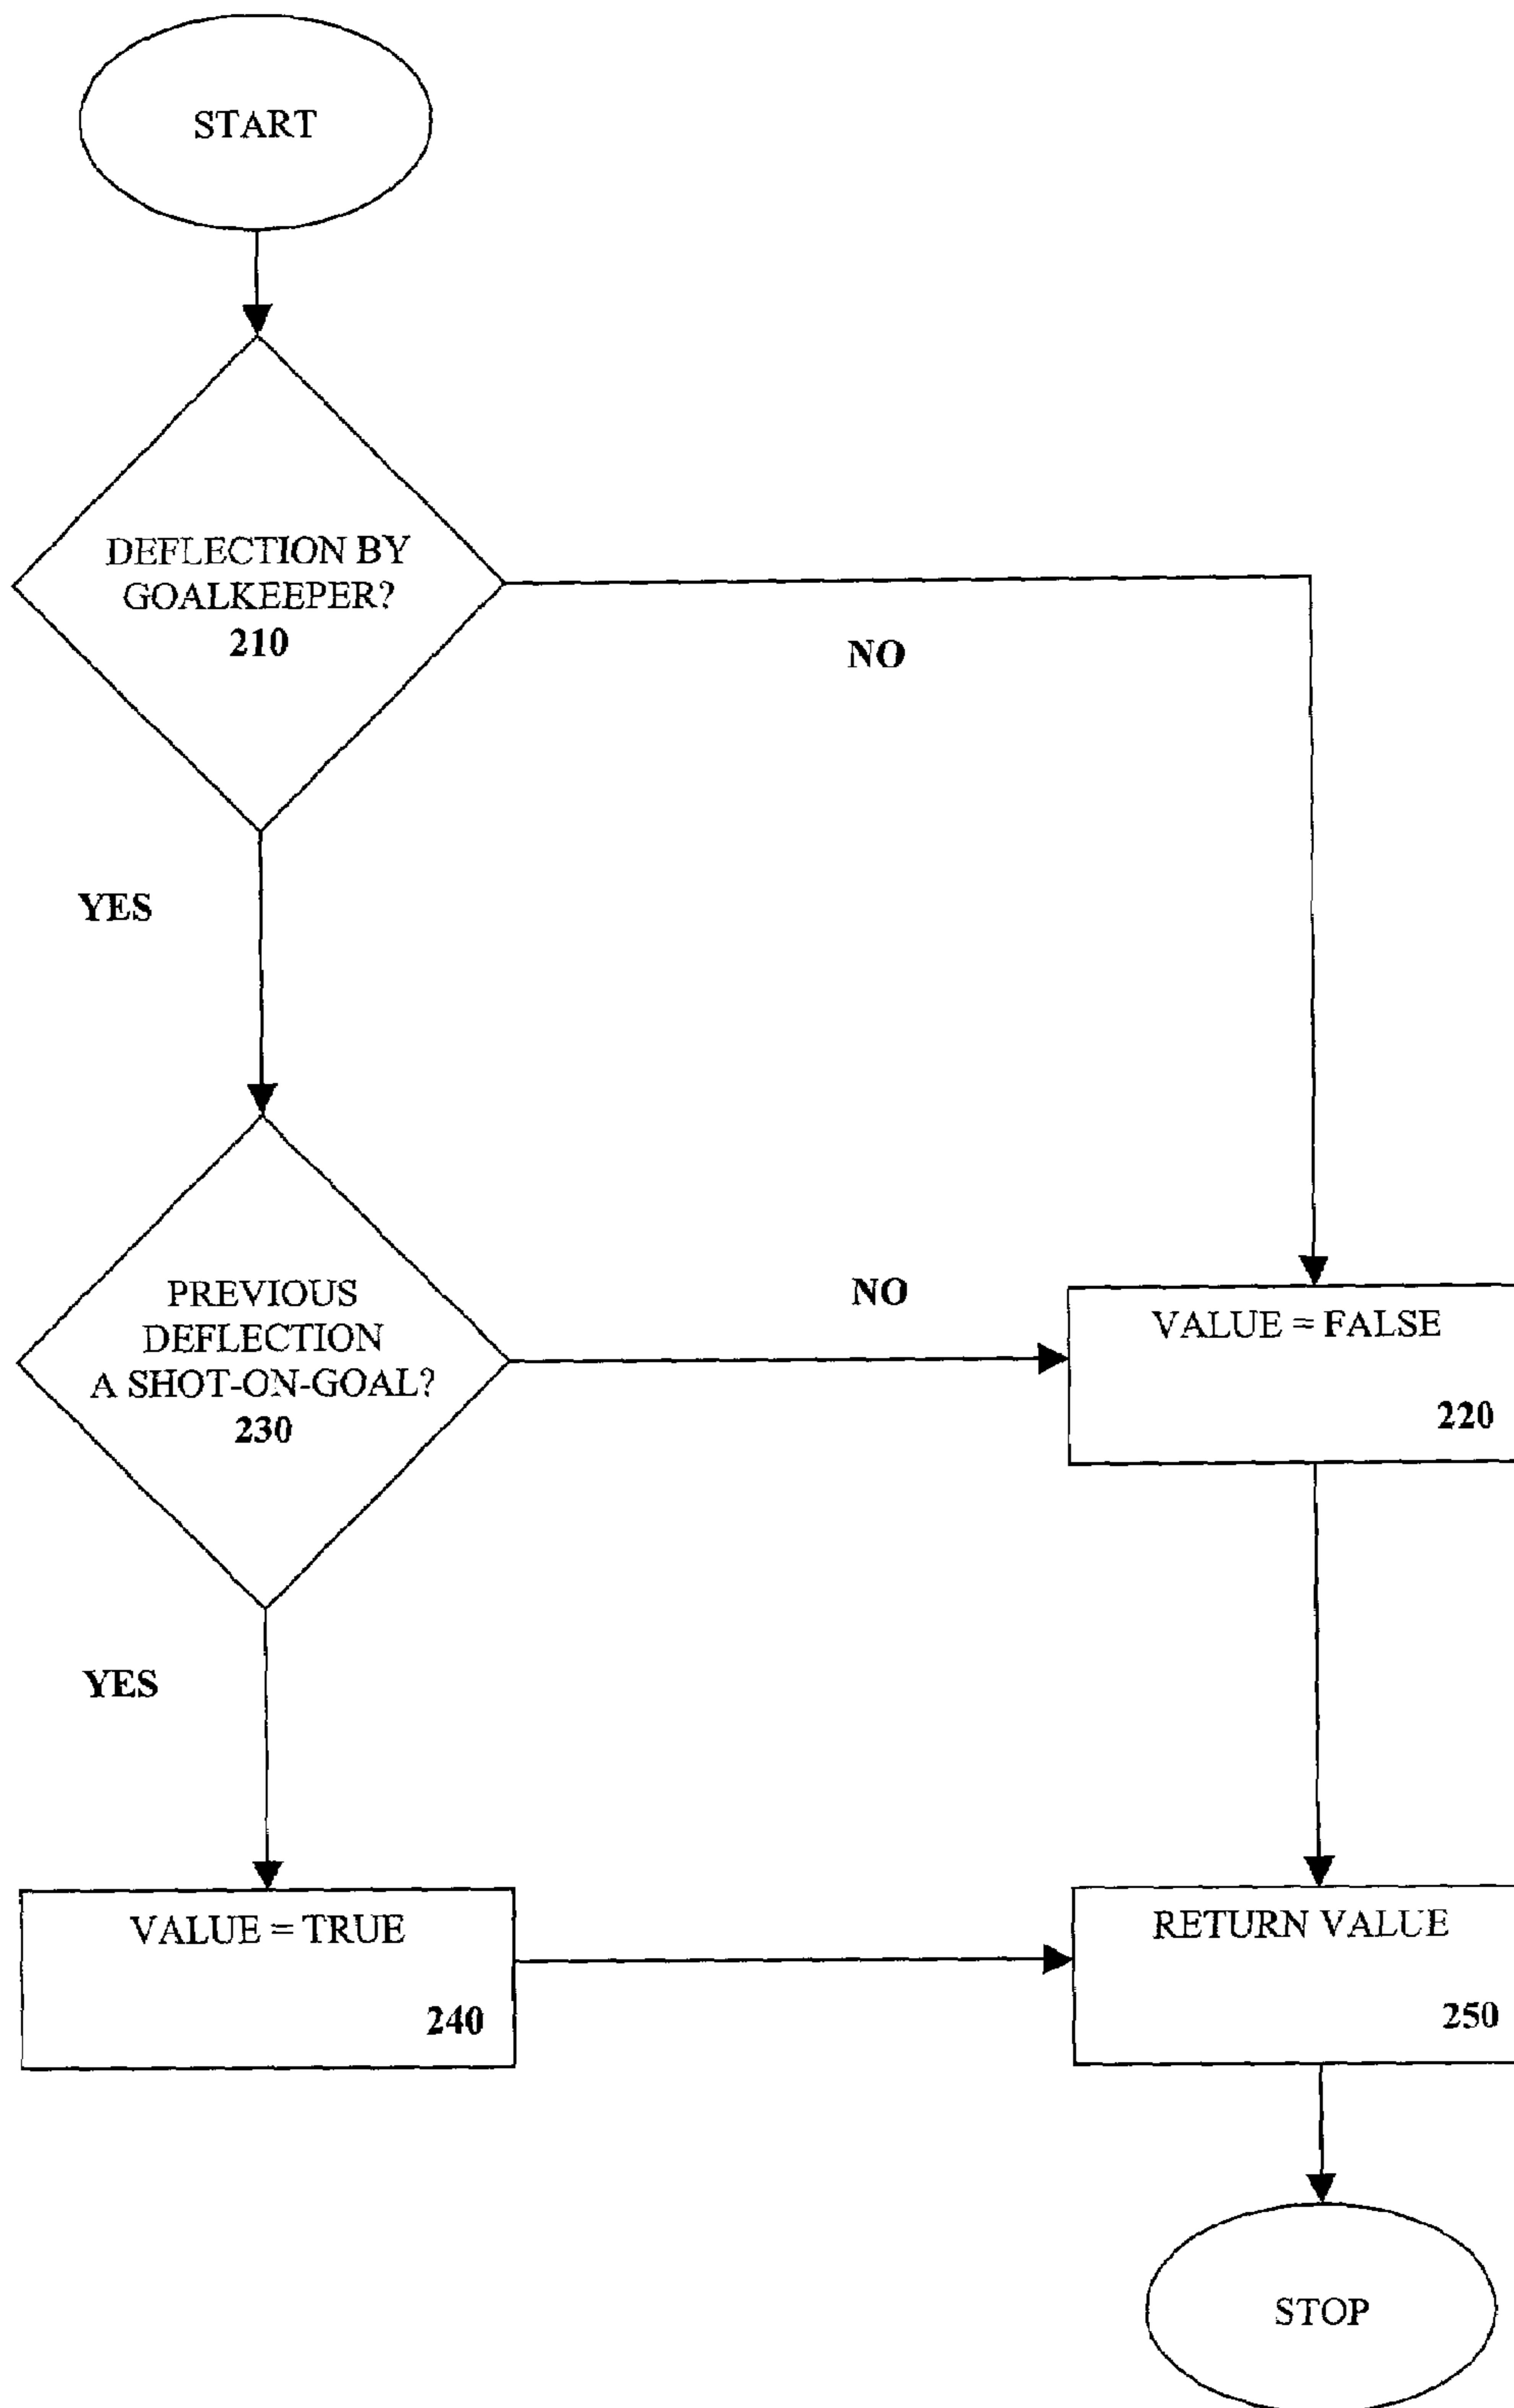 START
DEFLECTION BY
GOALKEEPER?
210
NO
YES
PREVIOUS
DEFLECTION
A SHOT-ON-GOAL?
230
NO
VALUE = FALSE
220
YES
VALUE = TRUE
240
RETURN VALUE
250
STOP